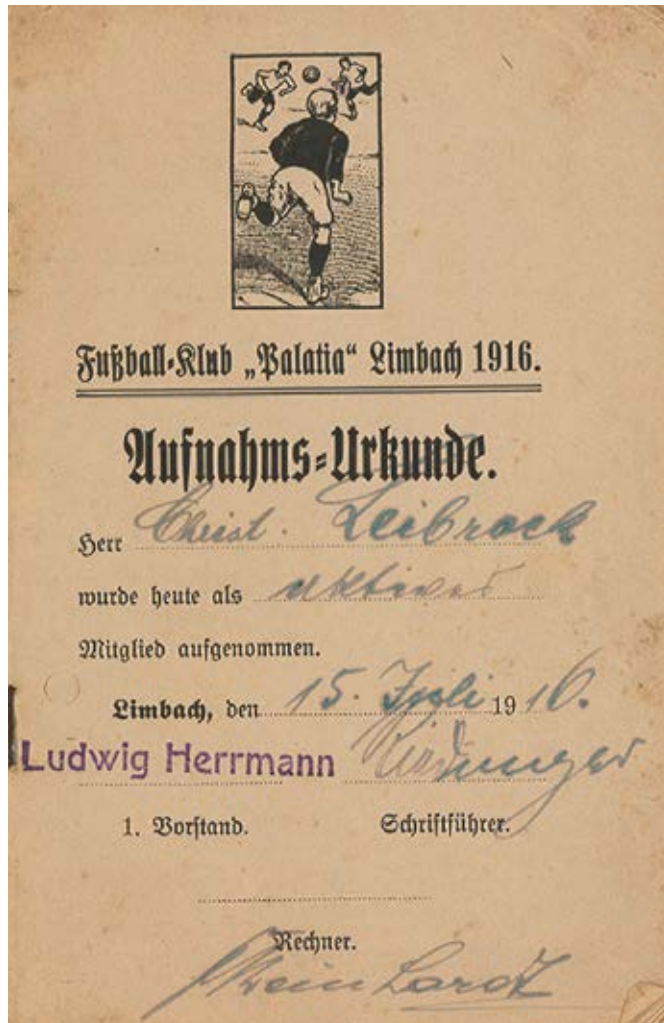 Fußball-Klub „Palatia“ Limbach 1916.
Aufnahms-Urkunde.
Herr Christ. Leibrock
wurde heute als aktives
Mitglied aufgenommen.
Limbach, den 15. Juli 1916.
Ludwig Herrmann
1. Vorstand. Schriftführer.
Rechner.